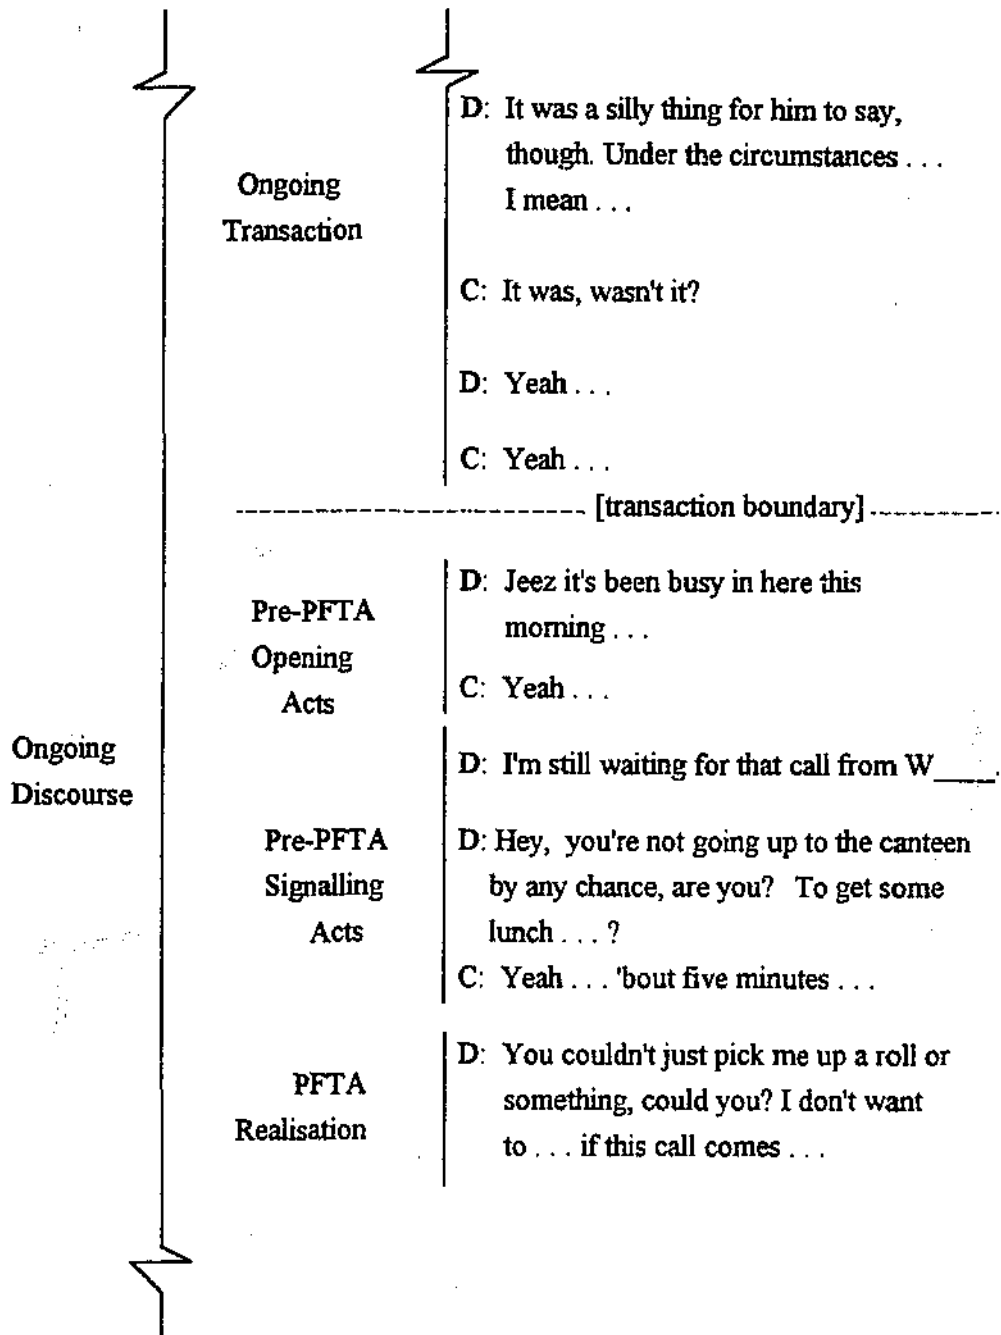 D: It was a silly thing for him to say,
though. Under the circumstances . . .
I mean . . .
Ongoing
Transaction
C: It was, wasn't it?
D: Yeah . . .
C: Yeah . . .
[transaction boundary]
D: Jeez it's been busy in here this
morning . . .
Pre-PFTA
Opening
Acts
C: Yeah . . .
Ongoing
Discourse
D: I'm still waiting for that call from W____.
Pre-PFTA
Signalling
Acts
D: Hey, you're not going up to the canteen
by any chance, are you? To get some
lunch . . . ?
C: Yeah . . . 'bout five minutes . . .
PFTA
Realisation
D: You couldn't just pick me up a roll or
something, could you? I don't want
to . . . if this call comes . . .